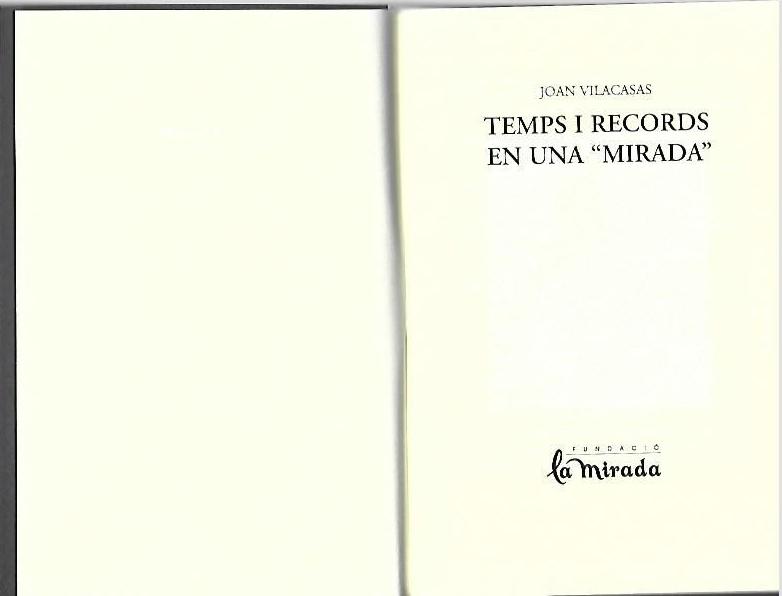 JOAN VILACASAS
TEMPS I RECORDS
EN UNA “MIRADA”
FUNDACIÓ
la mirada